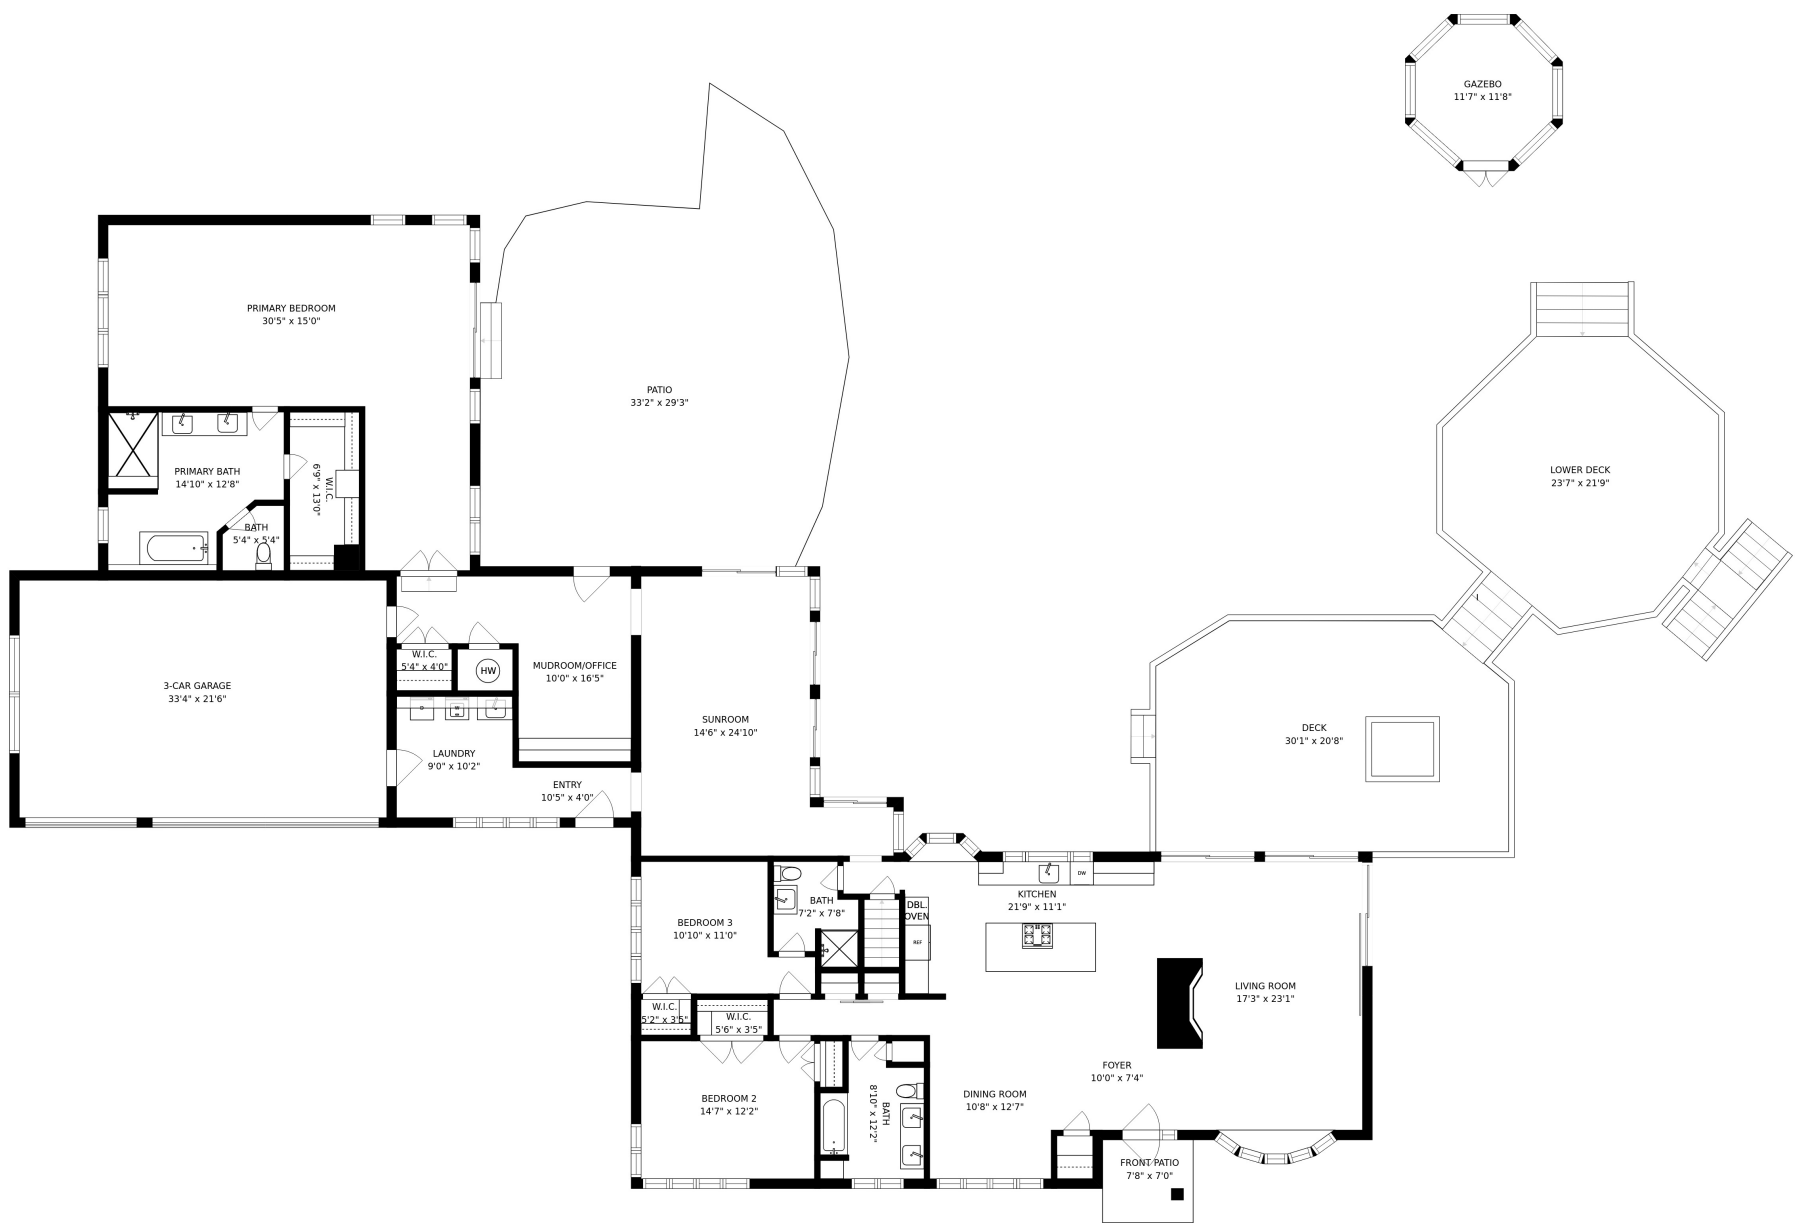 GAZEBO
11'7" x 11'8"
PRIMARY BEDROOM
30'5" x 15'0"
PATIO
33'2" x 29'3"
PRIMARY BATH
14'10" x 12'8"
W.I.C.
6'9" x 13'0"
BATH
5'4" x 5'4"
LOWER DECK
23'7" x 21'9"
W.I.C.
5'4" x 4'0"
HW
MUDROOM/OFFICE
10'0" x 16'5"
3-CAR GARAGE
33'4" x 21'6"
D
W
SUNROOM
14'6" x 24'10"
DECK
30'1" x 20'8"
LAUNDRY
9'0" x 10'2"
ENTRY
10'5" x 4'0"
DW
KITCHEN
21'9" x 11'1"
BATH
7'2" x 7'8"
DBL.
OVEN
REF
BEDROOM 3
10'10" x 11'0"
LIVING ROOM
17'3" x 23'1"
W.I.C.
5'2" x 3'5"
W.I.C.
5'6" x 3'5"
FOYER
10'0" x 7'4"
BEDROOM 2
14'7" x 12'2"
BATH
8'10" x 12'2"
DINING ROOM
10'8" x 12'7"
FRONT PATIO
7'8" x 7'0"